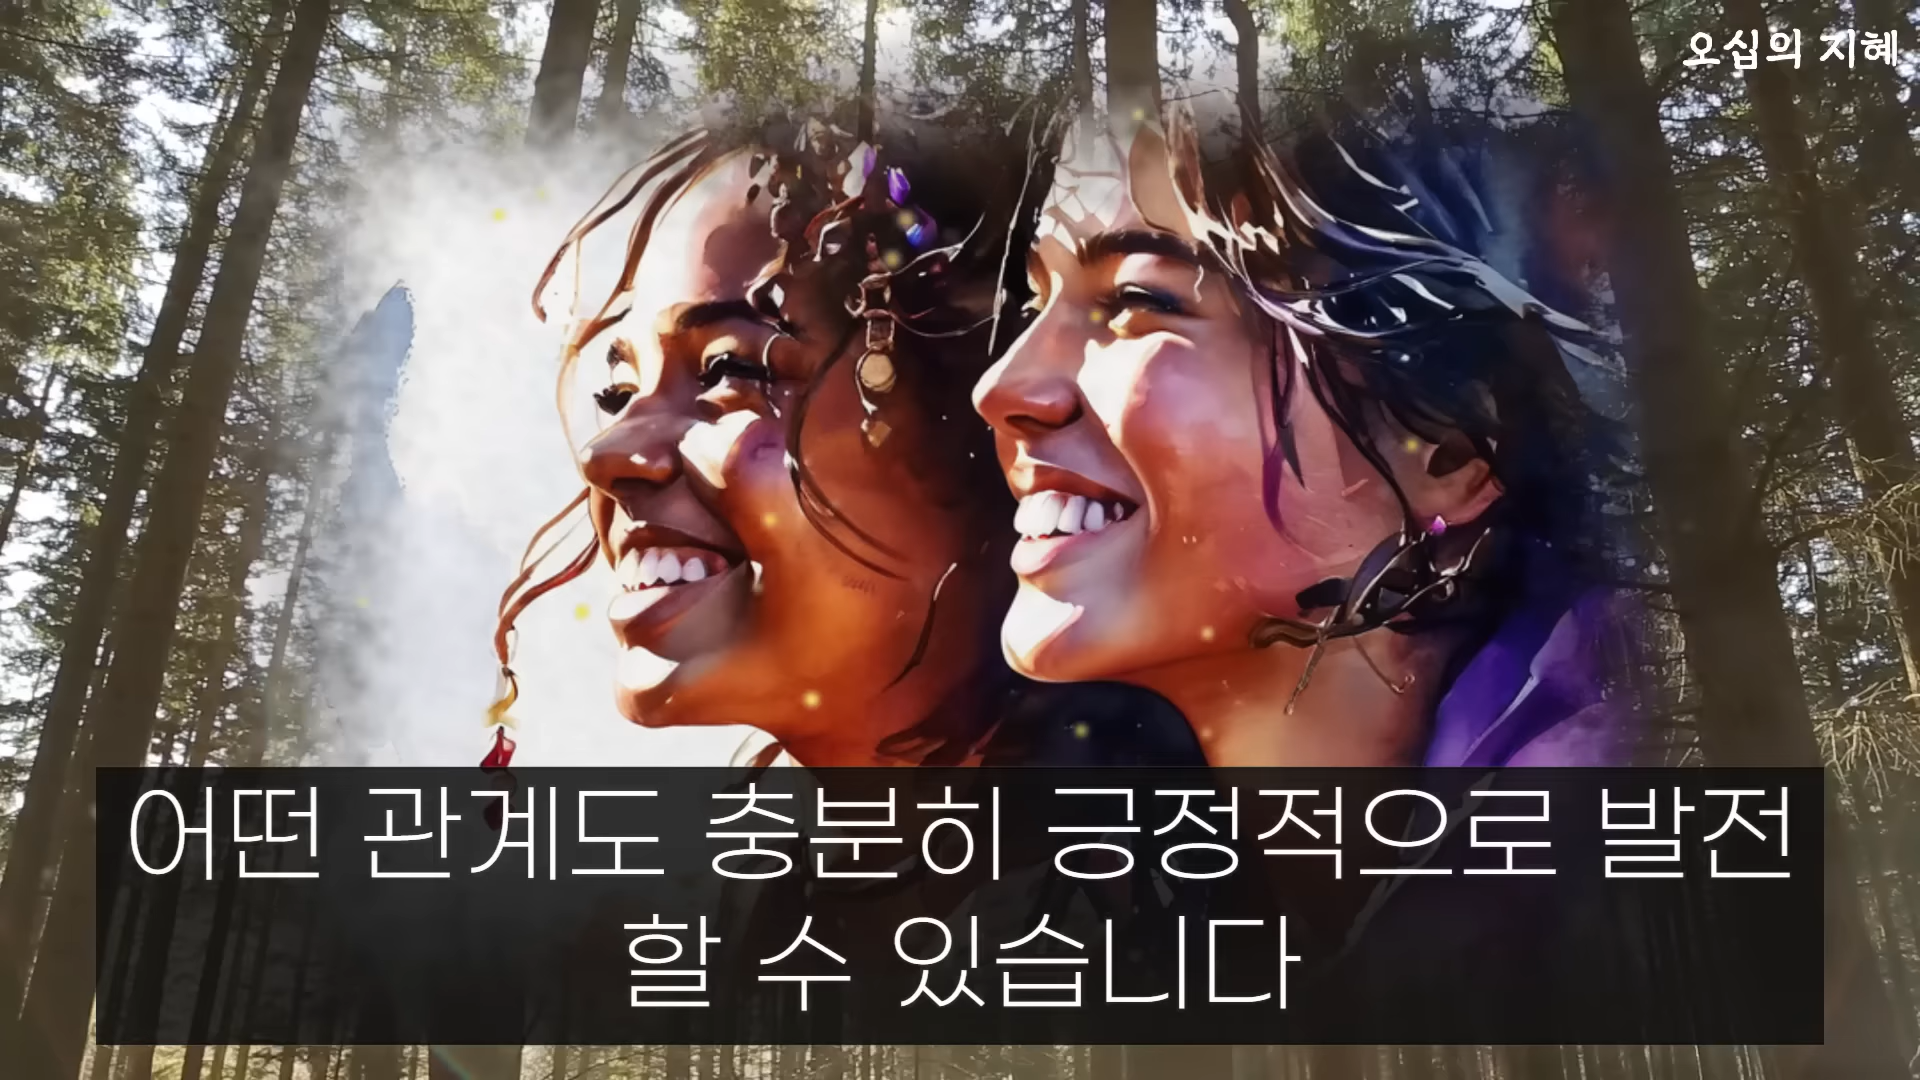 오십의 지혜
어떤 관계도 충분히 긍정적으로 발전
할 수 있습니다